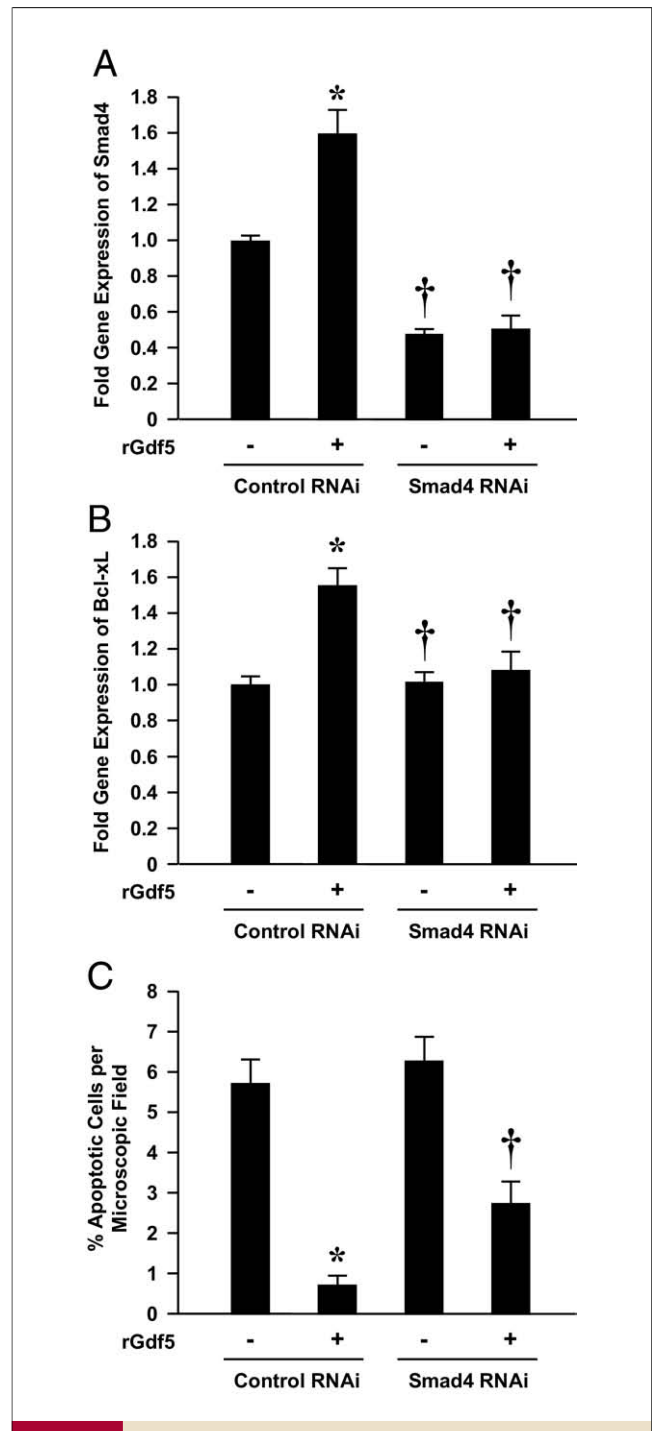 A
Fold Gene Expression of Smad4
1.8
1.6
1.4
1.2
1.0
0.8
0.6
0.4
0.2
0
*
†
†
rGdf5 - + - +
Control RNAi Smad4 RNAi
B
Fold Gene Expression of Bcl-xL
1.8
1.6
1.4
1.2
1.0
0.8
0.6
0.4
0.2
0
*
†
†
rGdf5 - + - +
Control RNAi Smad4 RNAi
C
% Apoptotic Cells per
Microscopic Field
8
7
6
5
4
3
2
1
0
*
†
rGdf5 - + - +
Control RNAi Smad4 RNAi